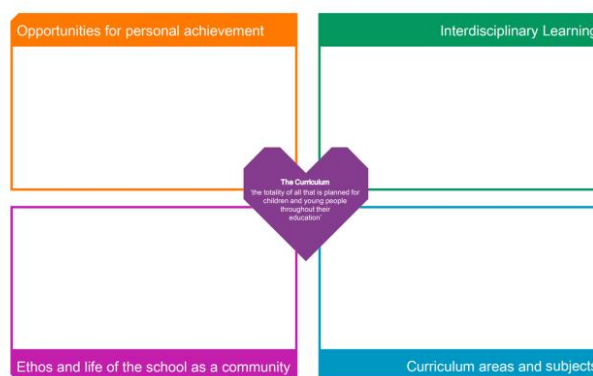 Opportunities for personal achievement
Interdisciplinary Learning
The Curriculum
'the totality of all that is planned for
children and young people
throughout their
education'
Ethos and life of the school as a community
Curriculum areas and subjects